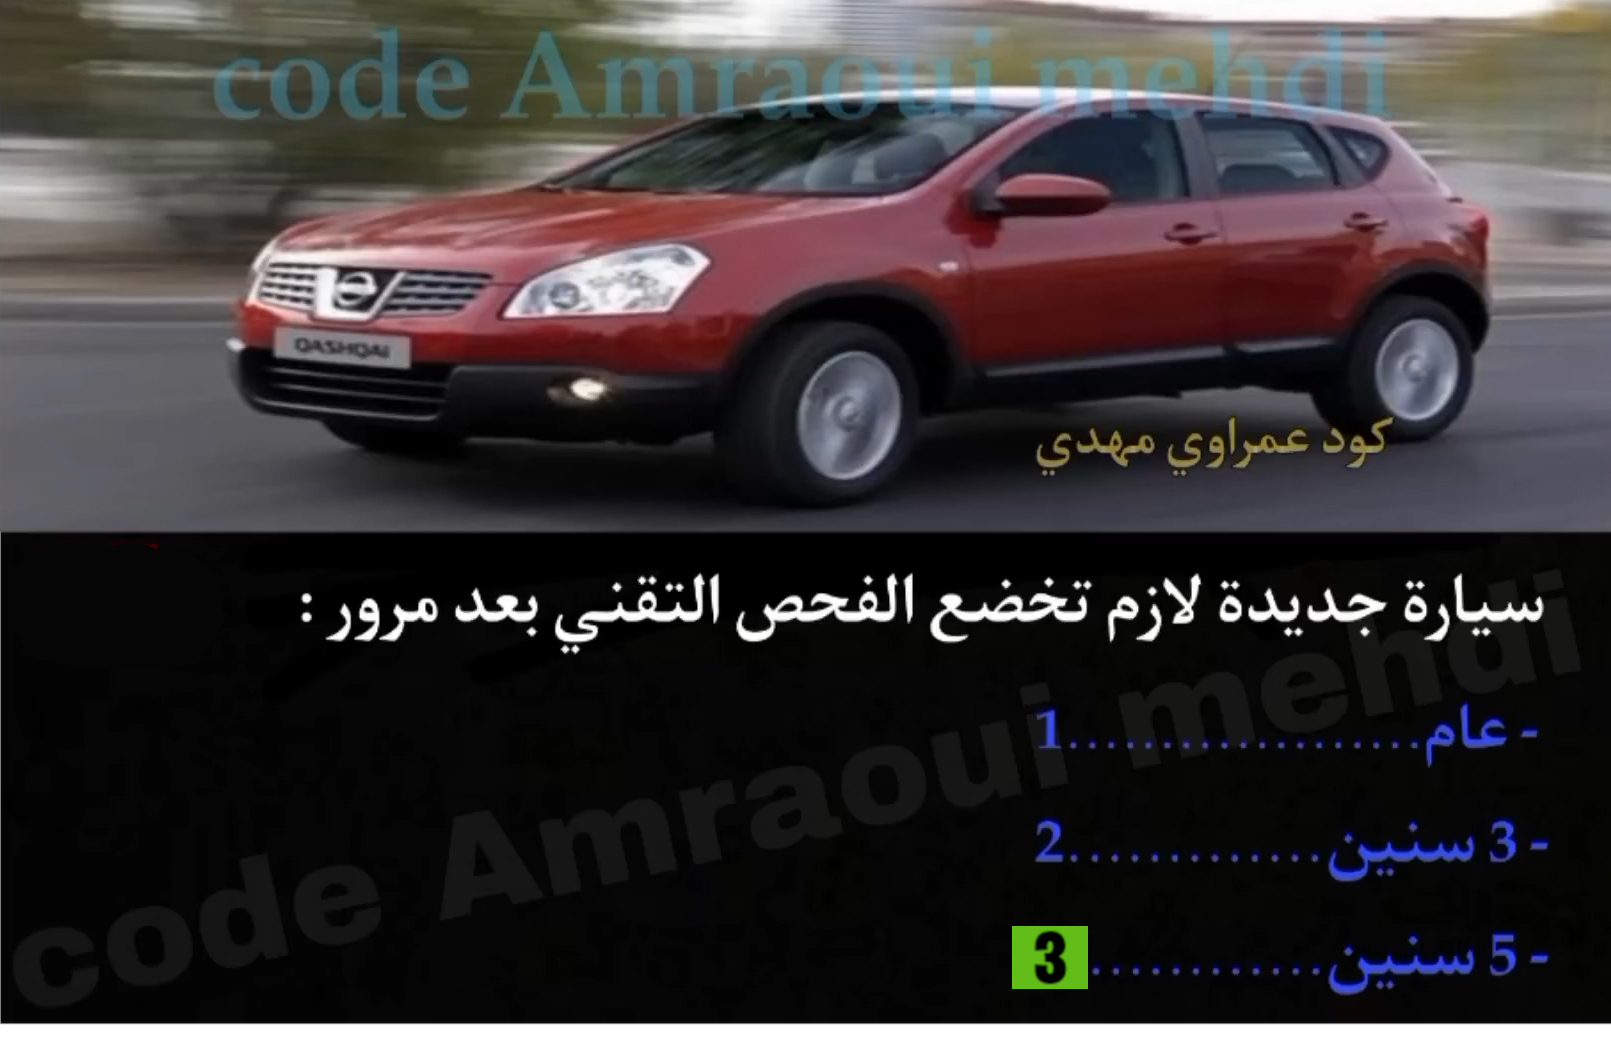 code Amraoui mehdi
QASHQAI
كود عمراوي مهدي
سيارة جديدة لازم تخضع الفحص التقني بعد مرور :
- عام...................1
- 3 سنين.............2
- 5 سنين............3
code Amraoui mehdi